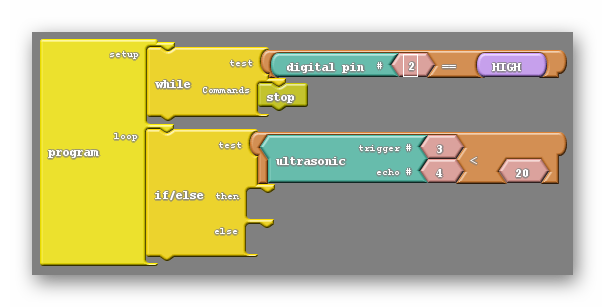 setup
test
digital pin # 2 == HIGH
while
Commands
stop
loop
program
test
ultrasonic
trigger # 3
echo # 4
< 20
if/else
then
else